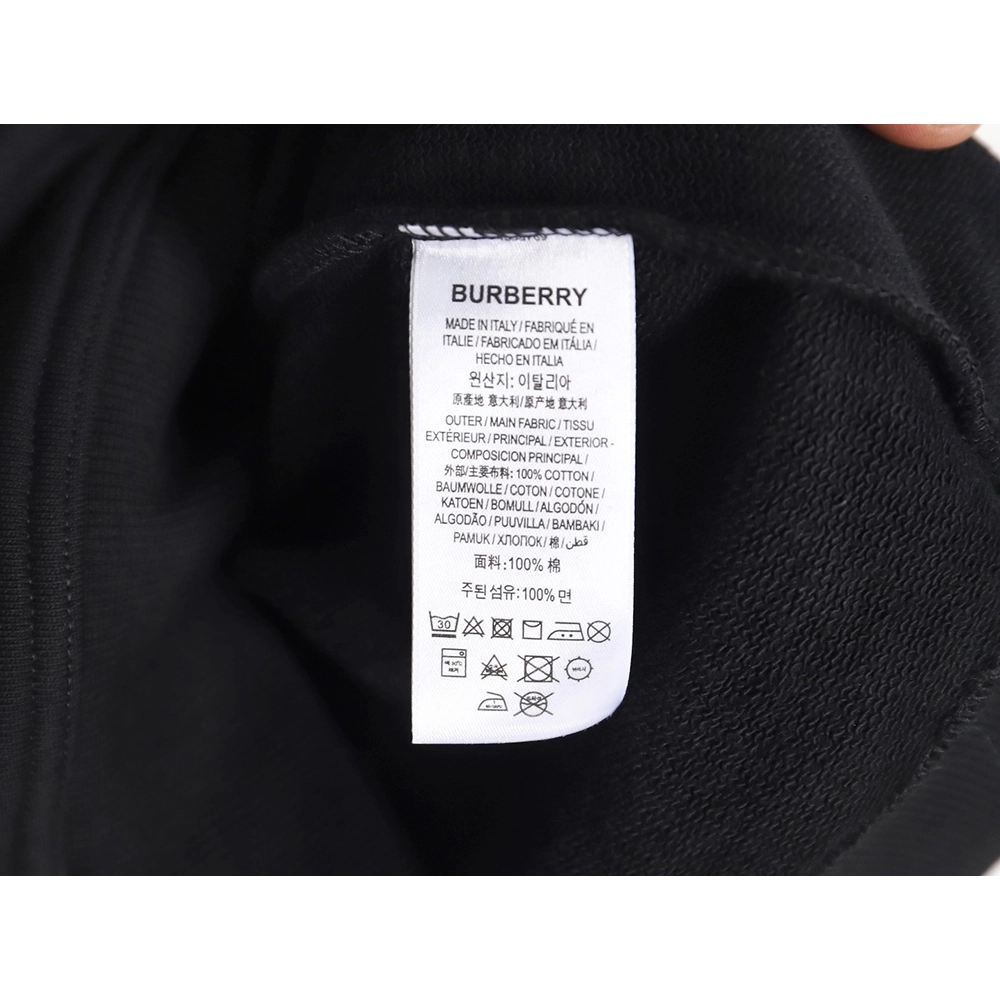 BURBERRY
MADE IN ITALY / FABRIQUÉ EN
ITALIE / FABRICADO EM ITÁLIA /
HECHO EN ITALIA
원산지: 이탈리아
原產地 意大利/原产地 意大利
OUTER / MAIN FABRIC / TISSU
EXTÉRIEUR / PRINCIPAL / EXTERIOR -
COMPOSICION PRINCIPAL /
外部/主要布料: 100% COTTON /
BAUMWOLLE / COTON / COTONE /
KATOEN / BOMULL / ALGODÓN /
ALGODÃO / PUUVILLA / BAMBAKI /
PAMUK / ХЛОПОК / 棉 / قطن
面料: 100% 棉
주된 섬유: 100% 면
30